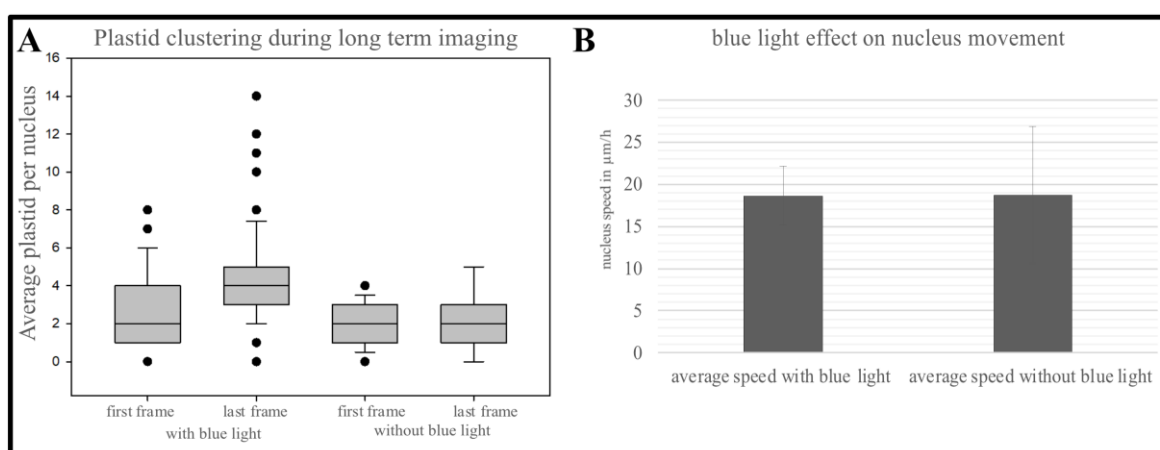 A
Plastid clustering during long term imaging
Average plastid per nucleus
16
14
12
10
8
6
4
2
0
first frame
last frame
first frame
last frame
with blue light
without blue light
B
blue light effect on nucleus movement
nucleus speed in µm/h
30
25
20
15
10
5
0
average speed with blue light
average speed without blue light